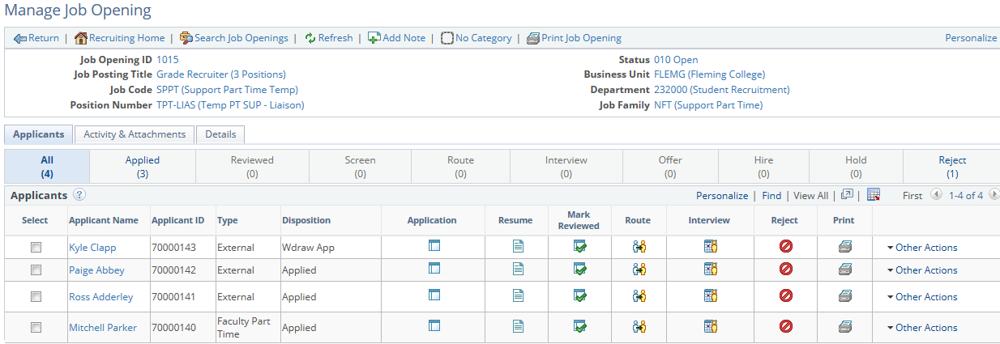 Manage Job Opening
Return | Recruiting Home | Search Job Openings | Refresh | Add Note | No Category | Print Job Opening Personalize
Job Opening ID 1015 Status 010 Open
Job Posting Title Grade Recruiter (3 Positions) Business Unit FLEMG (Fleming College)
Job Code SPPT (Support Part Time Temp) Department 232000 (Student Recruitment)
Position Number TPT-LIAS (Temp PT SUP - Liaison) Job Family NFT (Support Part Time)
Applicants Activity & Attachments Details
All Applied Reviewed Screen Route Interview Offer Hire Hold Reject
(4) (3) (0) (0) (0) (0) (0) (0) (0) (1)
Applicants ? Personalize | Find | View All | | First 1-4 of 4
Select Applicant Name Applicant ID Type Disposition Application Resume Mark Reviewed Route Interview Reject Print
Kyle Clapp 70000143 External Wdraw App Other Actions
Paige Abbey 70000142 External Applied Other Actions
Ross Adderley 70000141 External Applied Other Actions
Mitchell Parker 70000140 Faculty Part Time Applied Other Actions